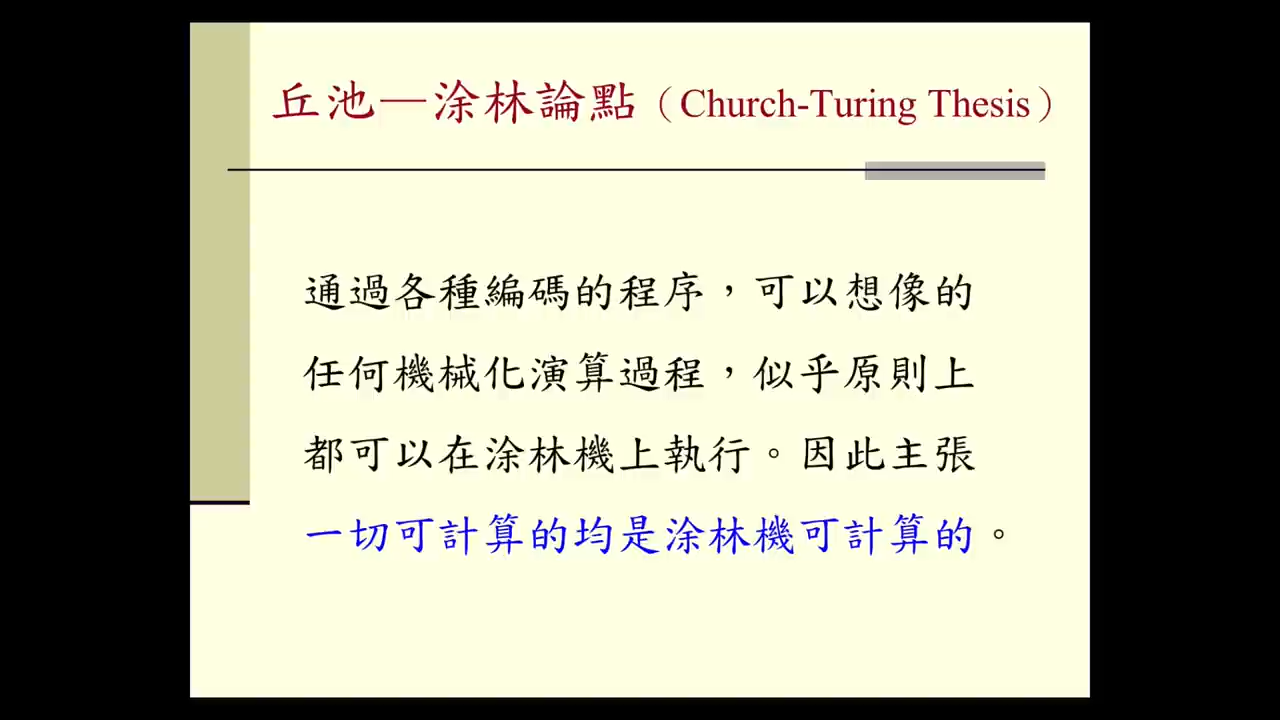 丘池—涂林論點（Church-Turing Thesis）
通過各種編碼的程序，可以想像的
任何機械化演算過程，似乎原則上
都可以在涂林機上執行。因此主張
一切可計算的均是涂林機可計算的。